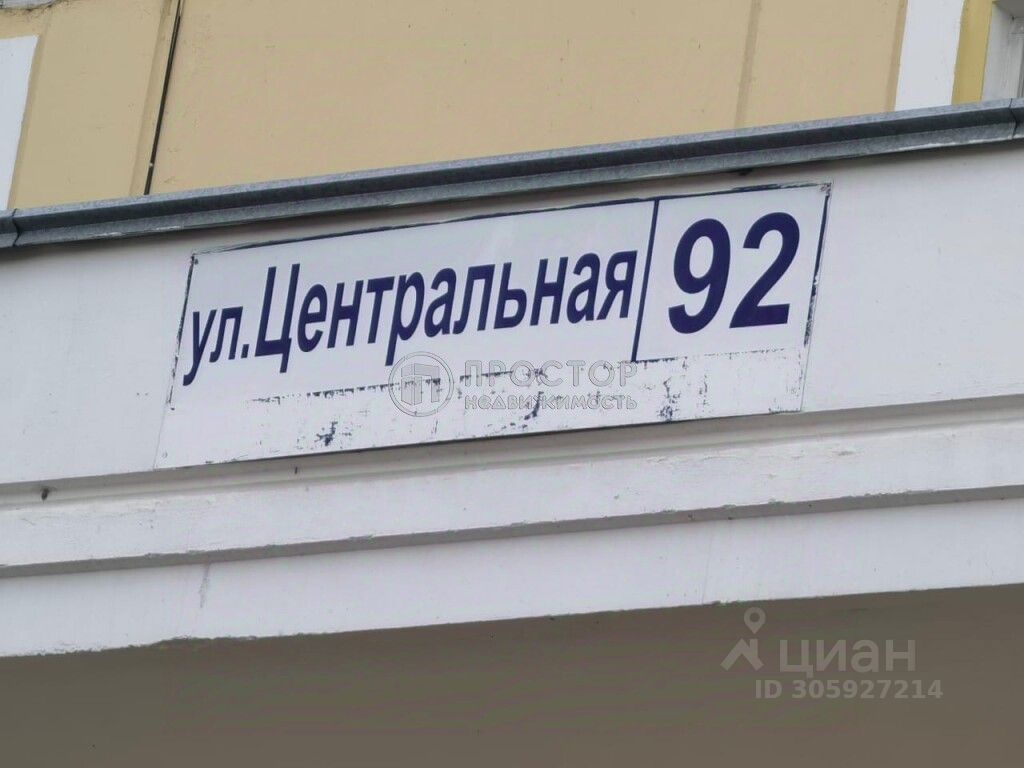 ул.Центральная 92
ПРОСТОР
НЕДВИЖИМОСТЬ
циан
ID 305927214